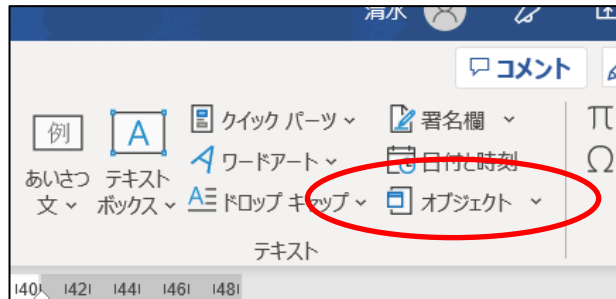 清水
コメント
例
あいさつ
文
A
テキスト
ボックス
クイック パーツ
ワードアート
ドロップ キャップ
署名欄
日付と時刻
オブジェクト
π
Ω
テキスト
|40| |42| |44| |46| |48|